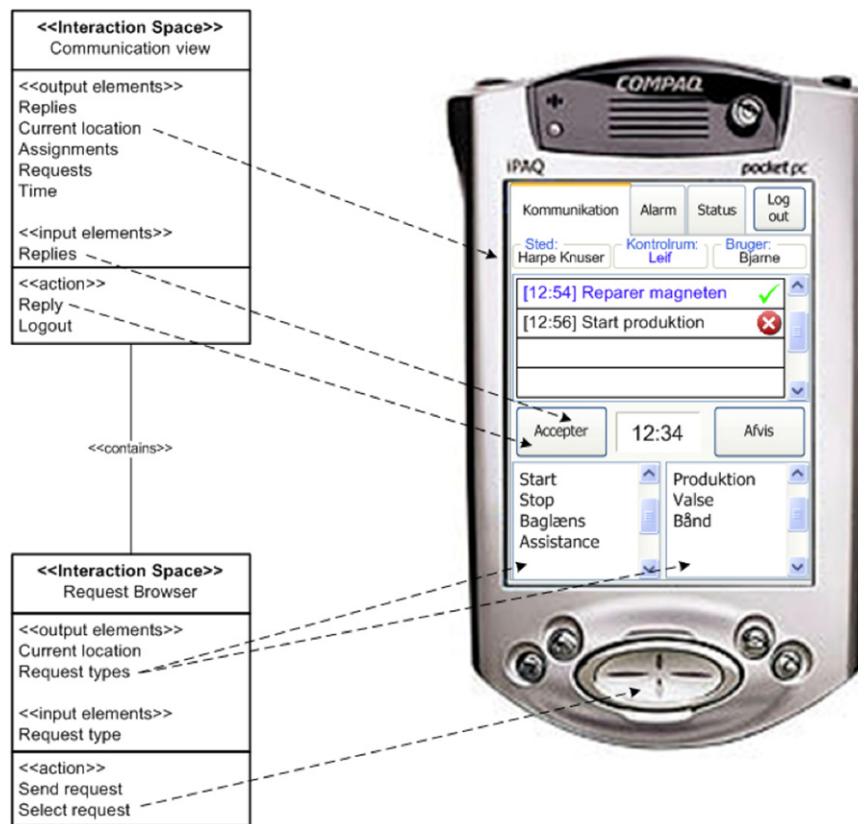 <<Interaction Space>>
Communication view
<<output elements>>
Replies
Current location
Assignments
Requests
Time
<<input elements>>
Replies
<<action>>
Reply
Logout
<<contains>>
<<Interaction Space>>
Request Browser
<<output elements>>
Current location
Request types
<<input elements>>
Request type
<<action>>
Send request
Select request
COMPAQ
iPAQ
pocket pc
Kommunikation
Alarm
Status
Log out
Sted:
Harpe Knuser
Kontrolrum:
Leif
Bruger:
Bjarne
[12:54] Reparer magneten
[12:56] Start produktion
Accepter
12:34
Afvis
Start
Stop
Baglæns
Assistance
Produktion
Valse
Bånd